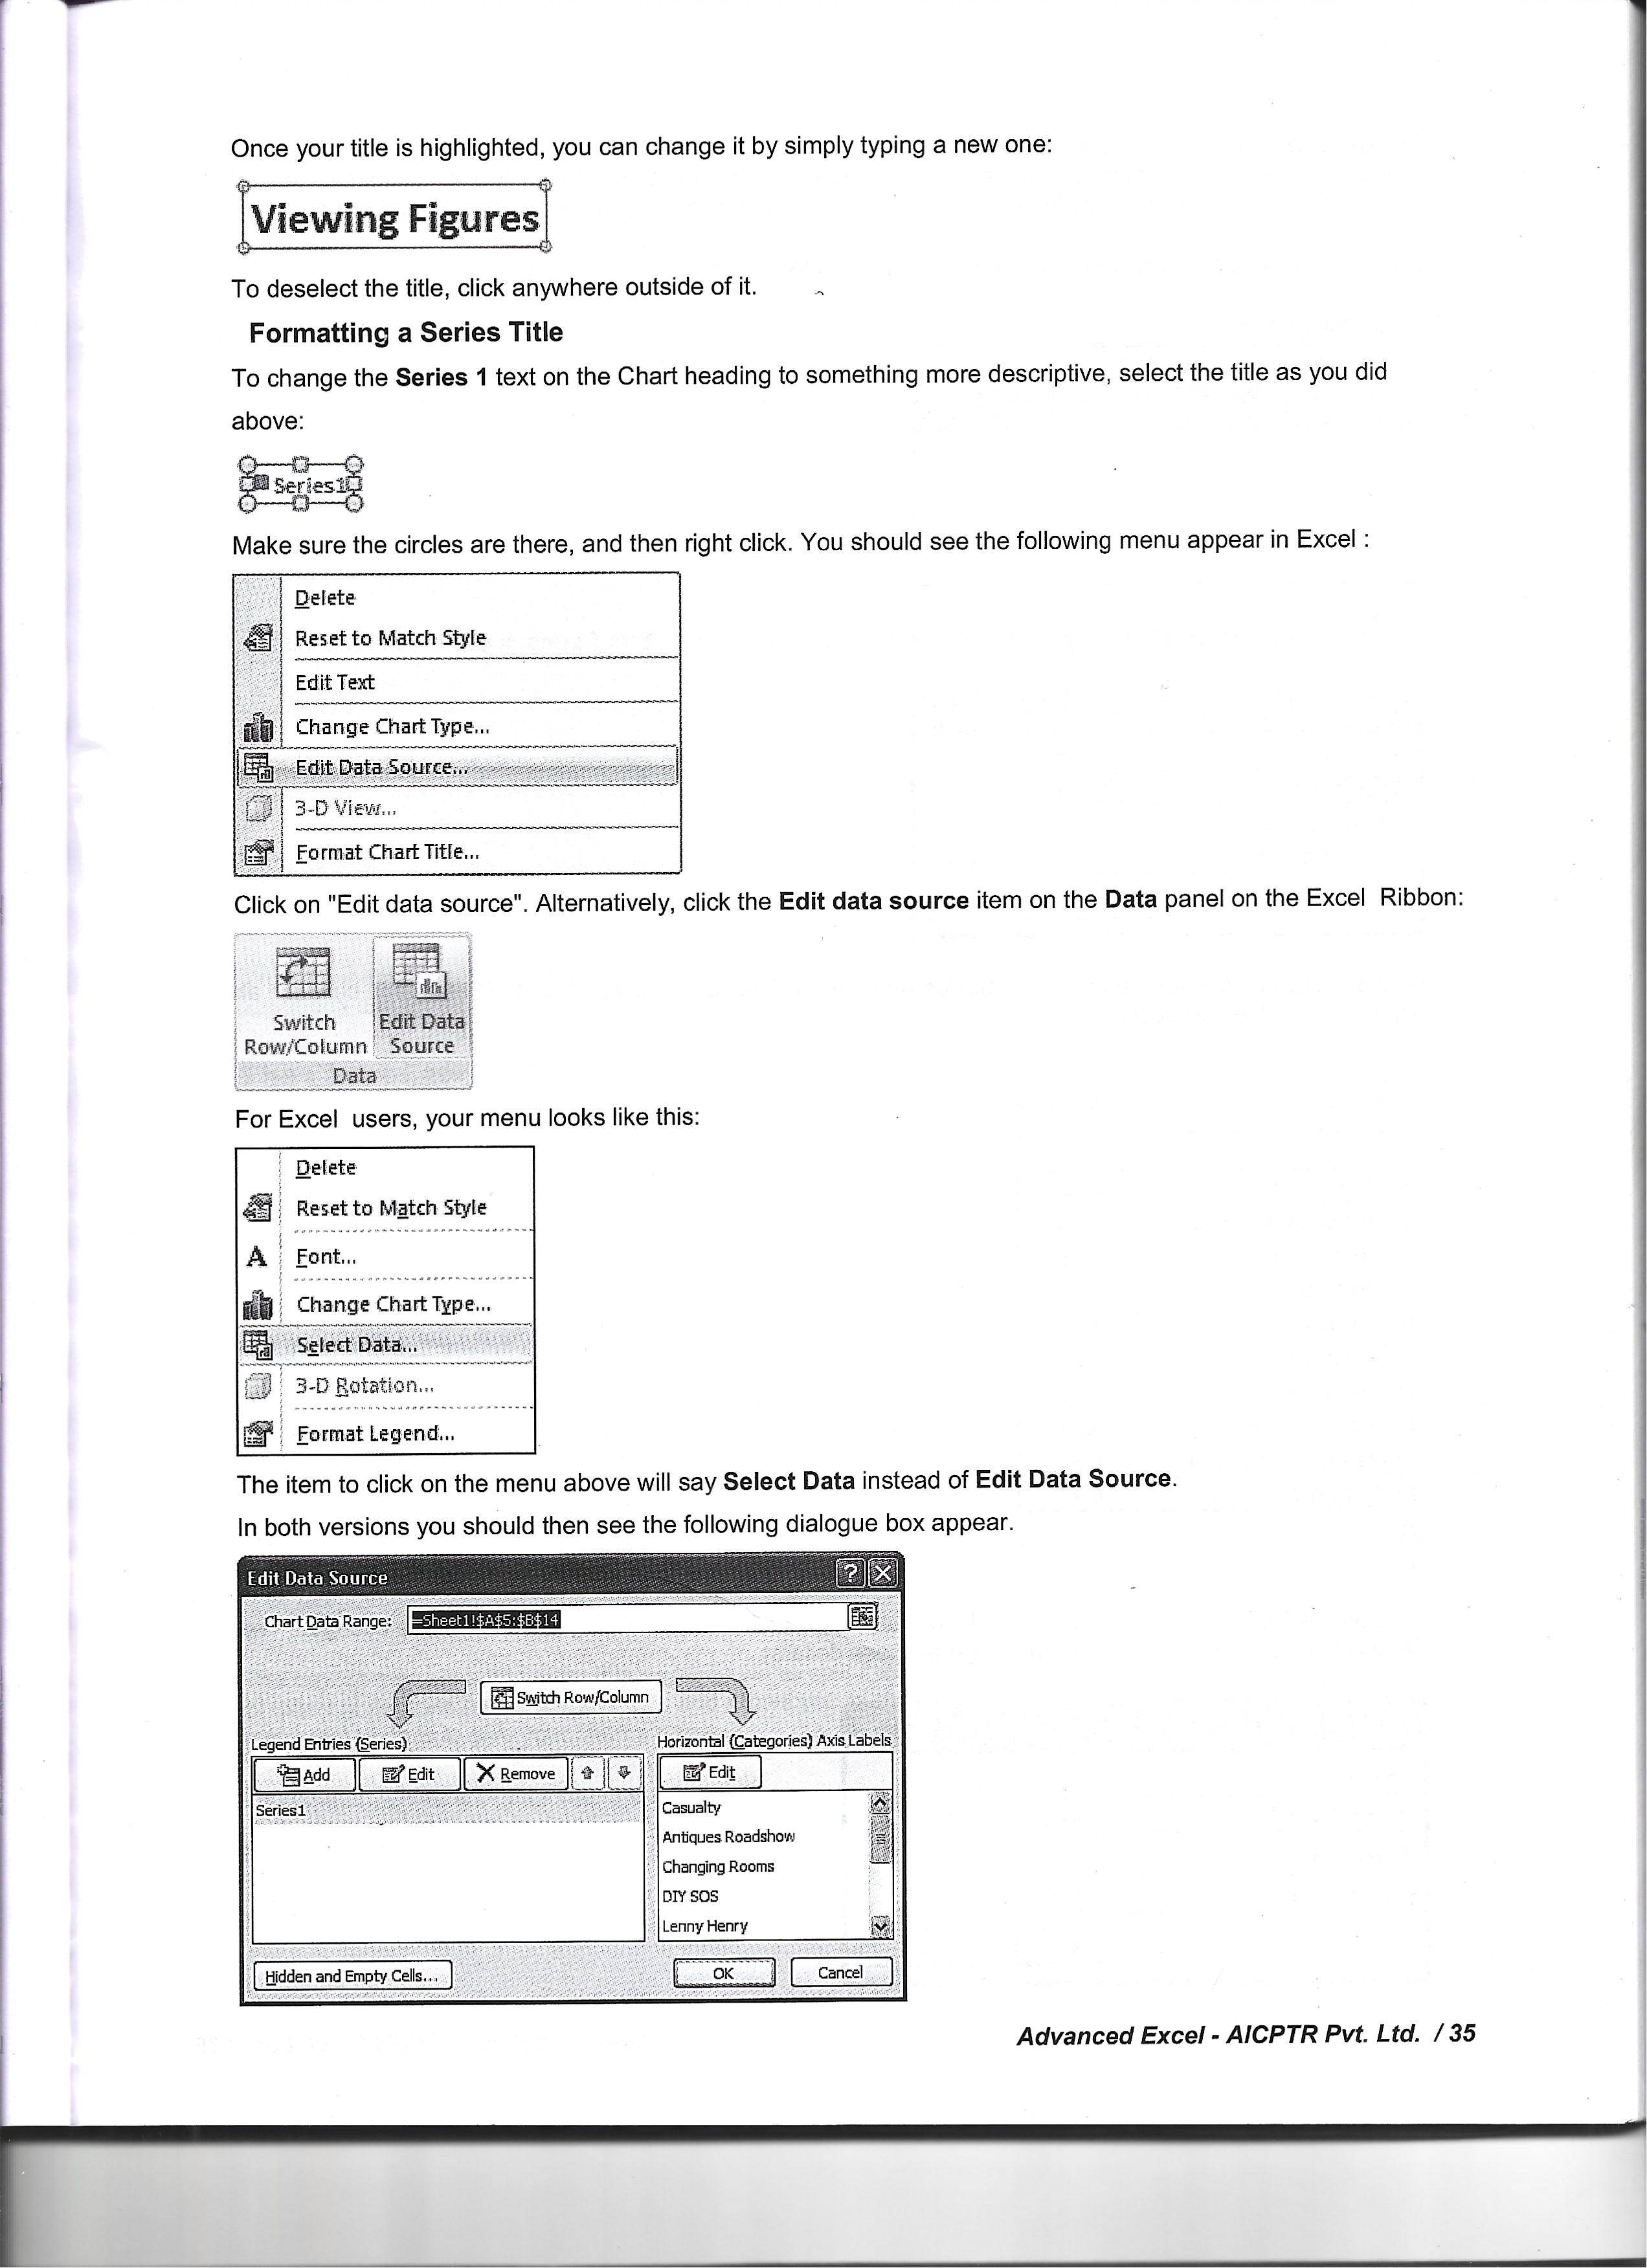 Once your title is highlighted, you can change it by simply typing a new one:
Viewing Figures
To deselect the title, click anywhere outside of it.
Formatting a Series Title
To change the Series 1 text on the Chart heading to something more descriptive, select the title as you did
above:
Series1
Make sure the circles are there, and then right click. You should see the following menu appear in Excel :
Delete
Reset to Match Style
Edit Text
Change Chart Type...
Edit Data Source...
3-D View...
Format Chart Title...
Click on "Edit data source". Alternatively, click the Edit data source item on the Data panel on the Excel Ribbon:
Switch Edit Data
Row/Column Source
Data
For Excel users, your menu looks like this:
Delete
Reset to Match Style
A Font...
Change Chart Type...
Select Data...
3-D Rotation...
Format Legend...
The item to click on the menu above will say Select Data instead of Edit Data Source.
In both versions you should then see the following dialogue box appear.
Edit Data Source ? X
Chart Data Range: =Sheet1!$A$5:$B$14
Switch Row/Column
Legend Entries (Series) Horizontal (Categories) Axis Labels
Add Edit Remove Edit
Series1 Casualty
Antiques Roadshow
Changing Rooms
DIY SOS
Lenny Henry
Hidden and Empty Cells... OK Cancel
Advanced Excel - AICPTR Pvt. Ltd. / 35